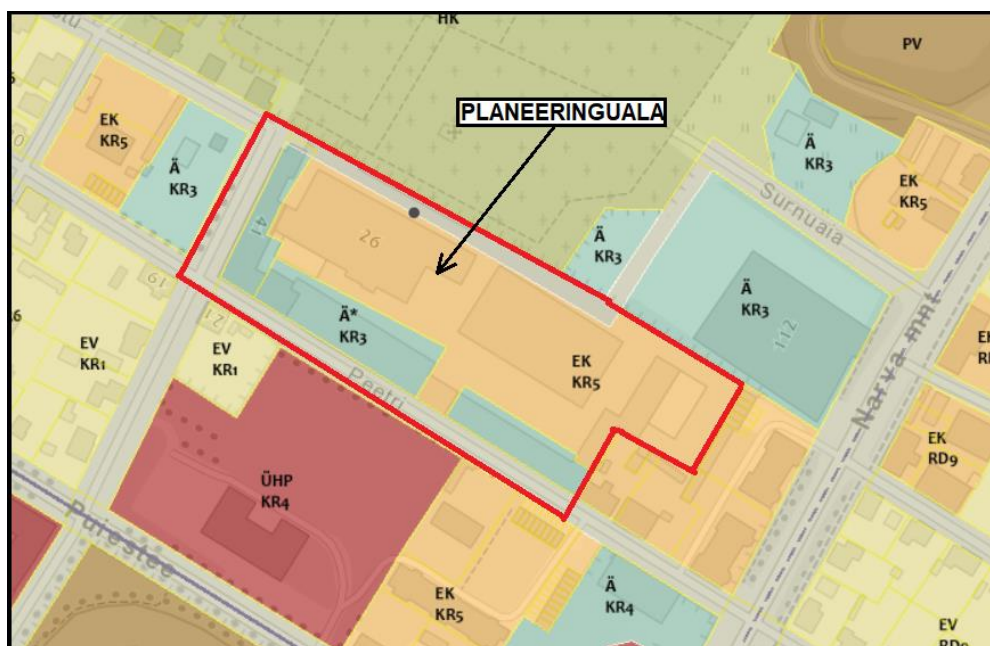 HK
PV
PLANEERINGUALA
EK
KR5
Ä
KR3
Ä
KR3
EK
KR5
Surnuaia
26
41
Ä
KR3
Ä
KR3
112
Narva mnt
19
21
EV
KR1
EV
KR1
Ä*
KR3
Peetri
EK
KR5
EK
RD9
ÜHP
KR4
Puiestee
EK
KR5
Ä
KR4
EV